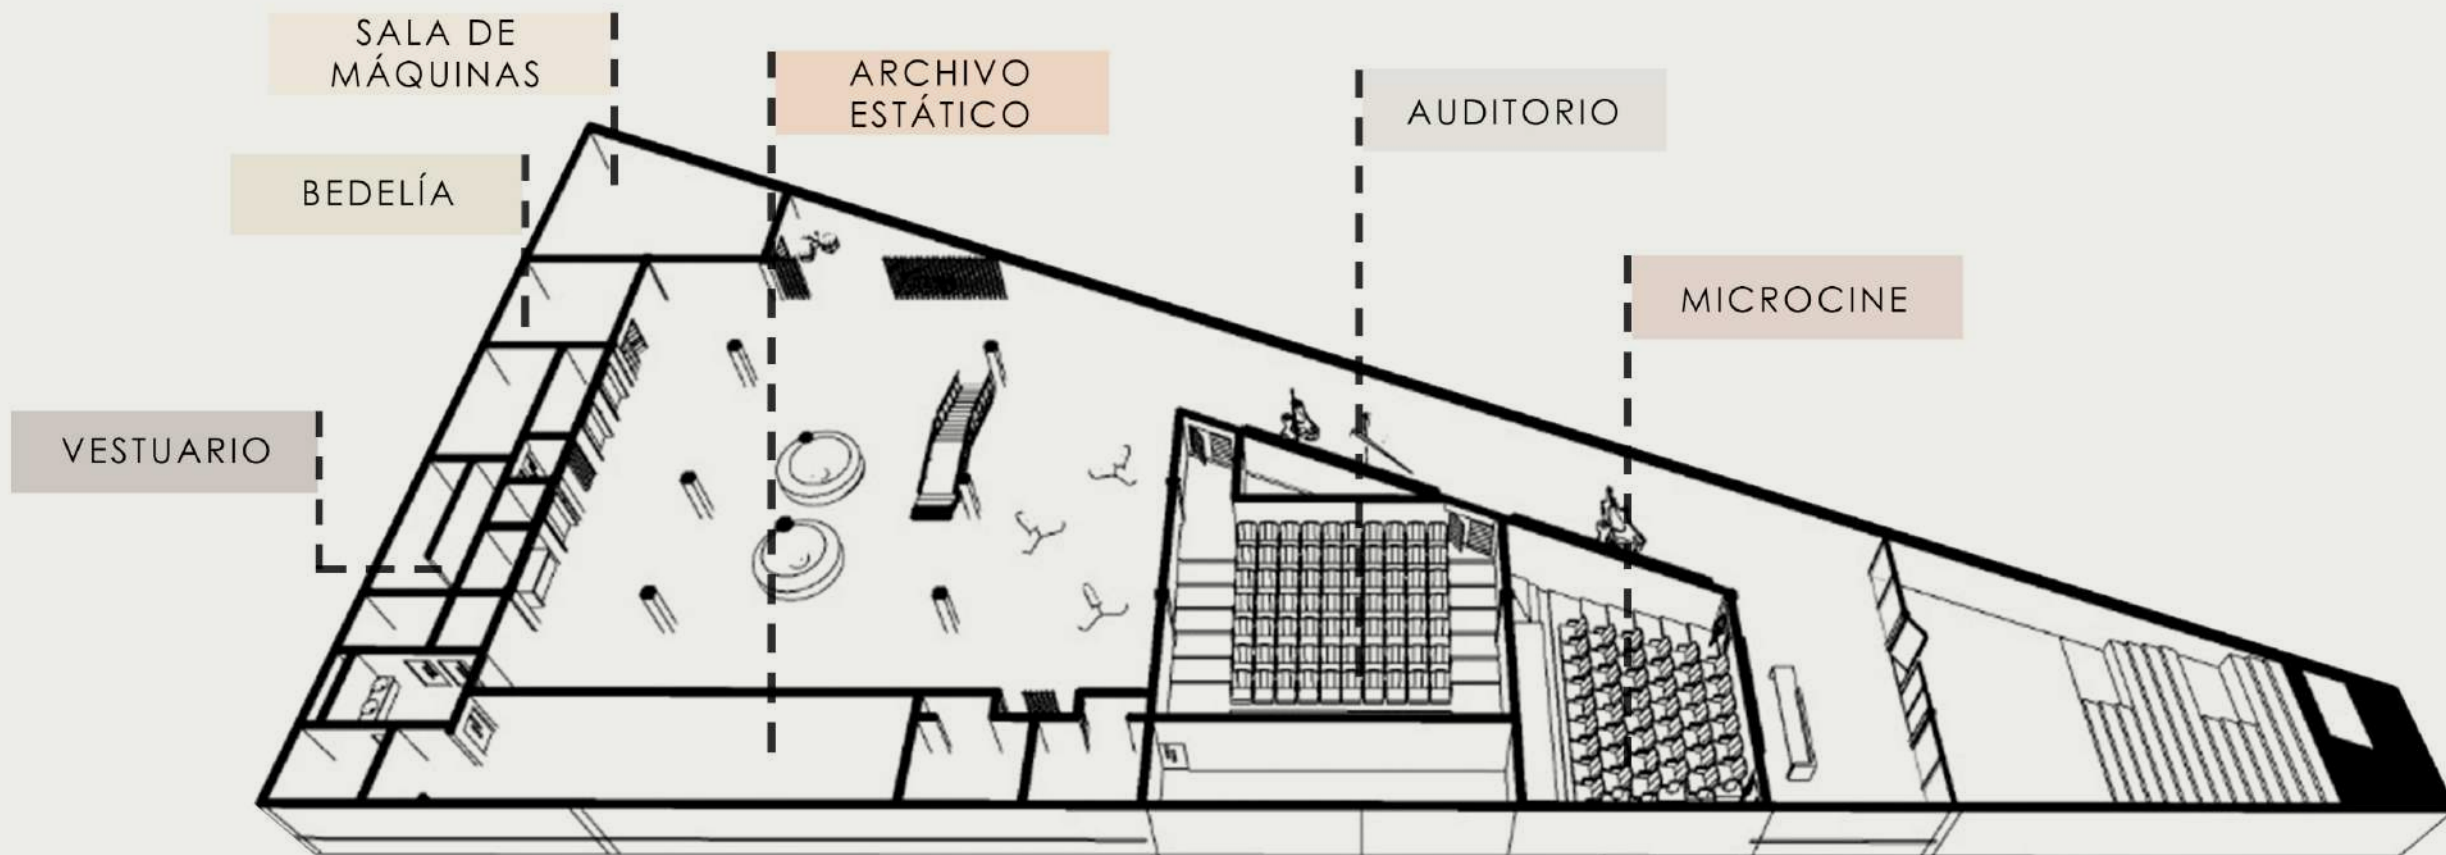 SALA DE
MÁQUINAS
ARCHIVO
ESTÁTICO
AUDITORIO
BEDELÍA
MICROCINE
VESTUARIO